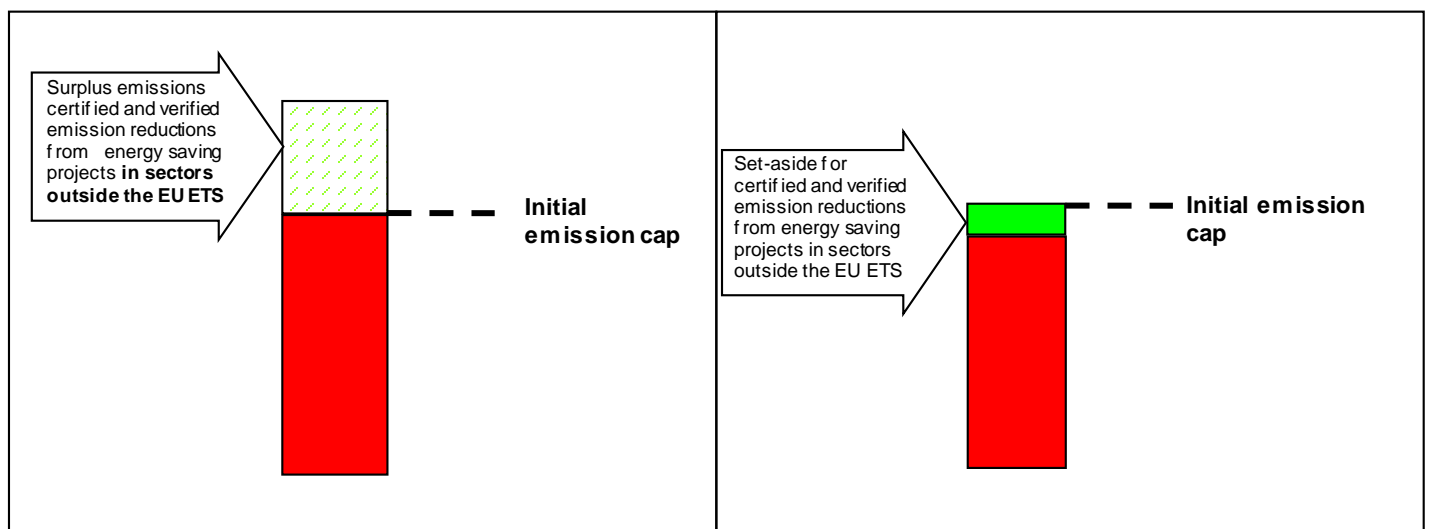 Surplus emissions
certified and verified
emission reductions
from energy saving
projects in sectors
outside the EU ETS
Initial
emission cap
Set-aside for
certified and verified
emission reductions
from energy saving
projects in sectors
outside the EU ETS
Initial emission
cap